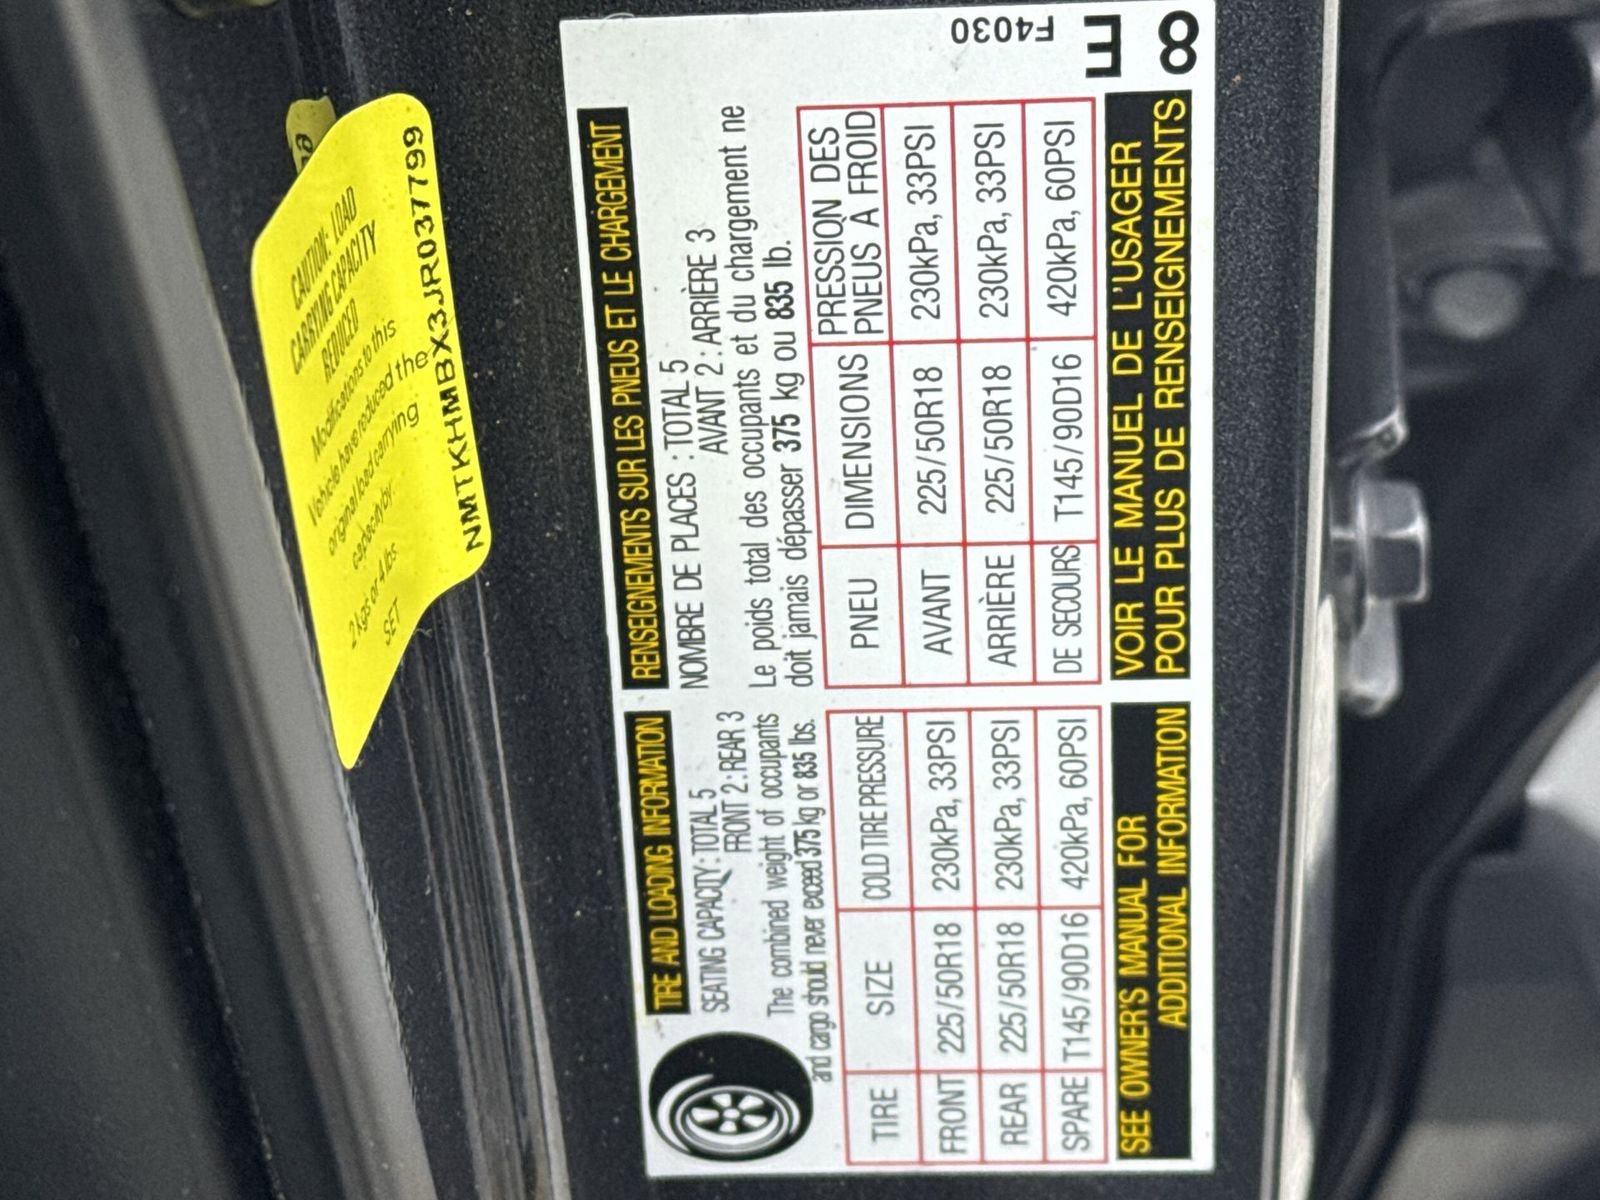 CAUTION: LOAD
CARRYING CAPACITY
REDUCED
Modifications to this
Vehicle have reduced the
original load carrying
capacity by
2 kgs or 4 lbs
SET
NMTKHMBX3JR037799
TIRE AND LOADING INFORMATION
SEATING CAPACITY: TOTAL 5
FRONT 2: REAR 3
The combined weight of occupants
and cargo should never exceed 375 kg or 835 lbs.
TIRE SIZE COLD TIRE PRESSURE
FRONT 225/50R18 230kPa, 33PSI
REAR 225/50R18 230kPa, 33PSI
SPARE T145/90D16 420kPa, 60PSI
SEE OWNER'S MANUAL FOR
ADDITIONAL INFORMATION
RENSEIGNEMENTS SUR LES PNEUS ET LE CHARGEMENT
NOMBRE DE PLACES : TOTAL 5
AVANT 2 : ARRIÈRE 3
Le poids total des occupants et du chargement ne
doit jamais dépasser 375 kg ou 835 lb.
PNEU DIMENSIONS PRESSION DES
PNEUS À FROID
AVANT 225/50R18 230kPa, 33PSI
ARRIÈRE 225/50R18 230kPa, 33PSI
DE SECOURS T145/90D16 420kPa, 60PSI
VOIR LE MANUEL DE L'USAGER
POUR PLUS DE RENSEIGNEMENTS
F4030
E
8